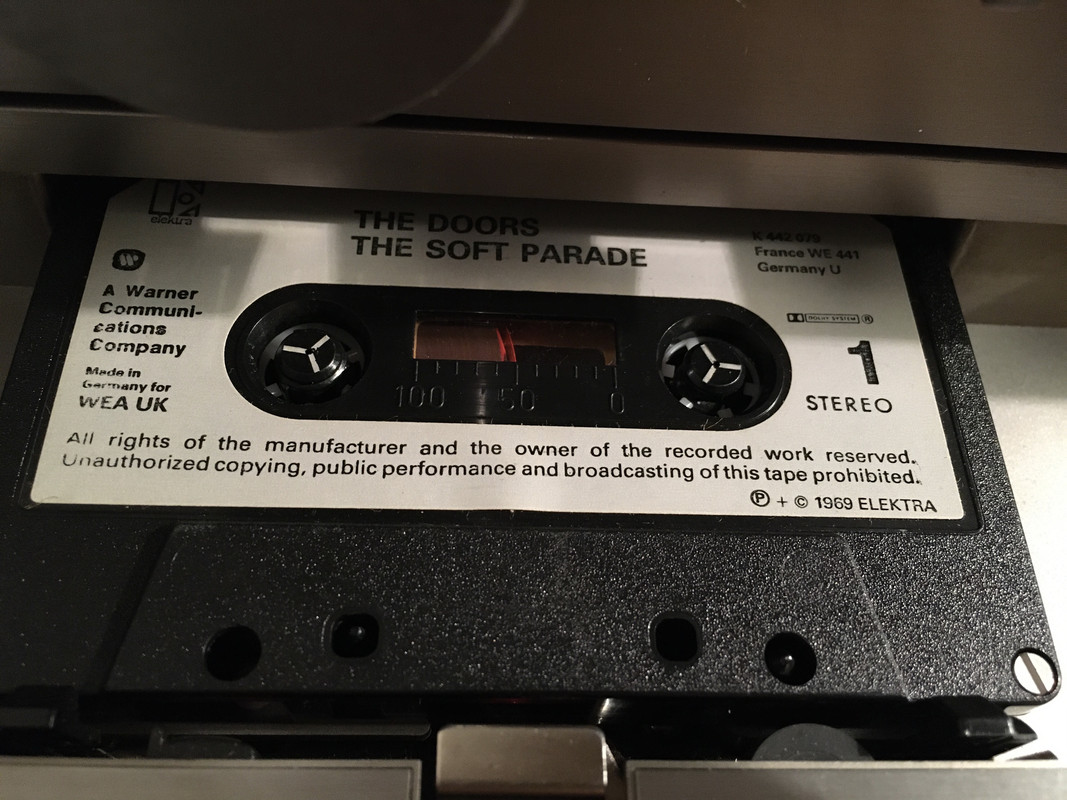 elektra
THE DOORS
THE SOFT PARADE
K 442 079
France WE 441
Germany U
A Warner
Communi-
cations
Company
DOLBY SYSTEM ®
1
STEREO
Made in
Germany for
WEA UK
100 50 0
All rights of the manufacturer and the owner of the recorded work reserved.
Unauthorized copying, public performance and broadcasting of this tape prohibited.
Ⓟ + © 1969 ELEKTRA